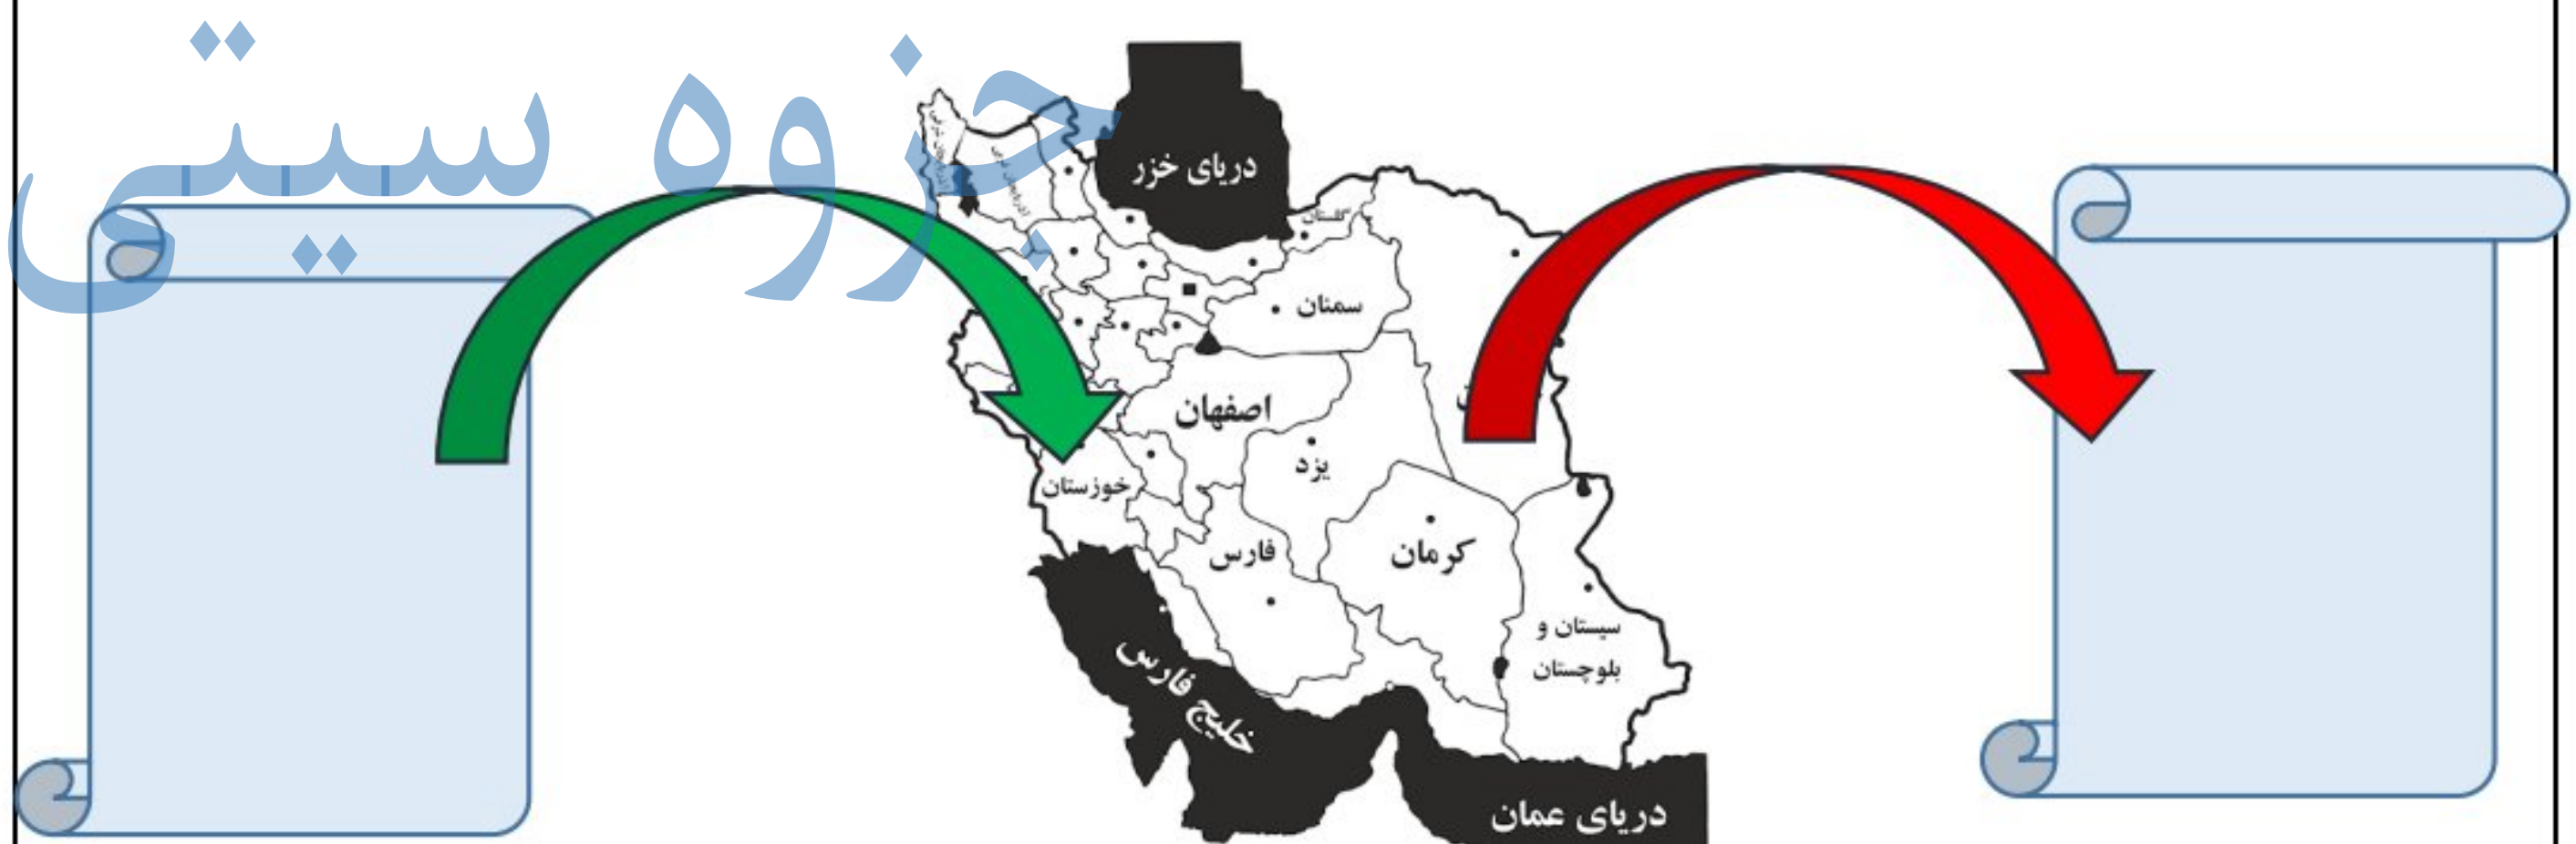 جزوه سیتی
دریای خزر
گلستان
سمنان
اصفهان
یزد
خوزستان
فارس
کرمان
سیستان و
بلوچستان
خلیج فارس
دریای عمان